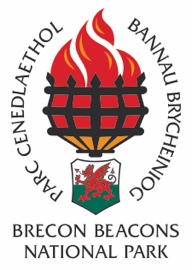 PARC CENEDLAETHOL
BANNAU BRYCHEINIOG
BRECON BEACONS
NATIONAL PARK